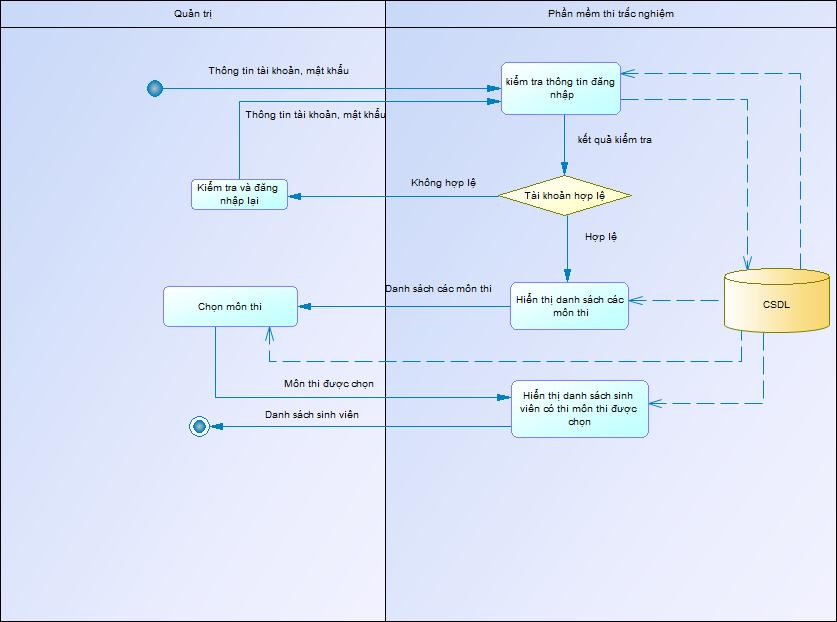 Quản trị
Phần mềm thi trắc nghiệm
Thông tin tài khoản, mật khẩu
kiểm tra thông tin đăng
nhập
Thông tin tài khoản, mật khẩu
kết quả kiểm tra
Không hợp lệ
Kiểm tra và đăng
nhập lại
Tài khoản hợp lệ
Hợp lệ
Danh sách các môn thi
Hiển thị danh sách các
môn thi
Chọn môn thi
CSDL
Môn thi được chọn
Hiển thị danh sách sinh
viên có thi môn thi được
chọn
Danh sách sinh viên